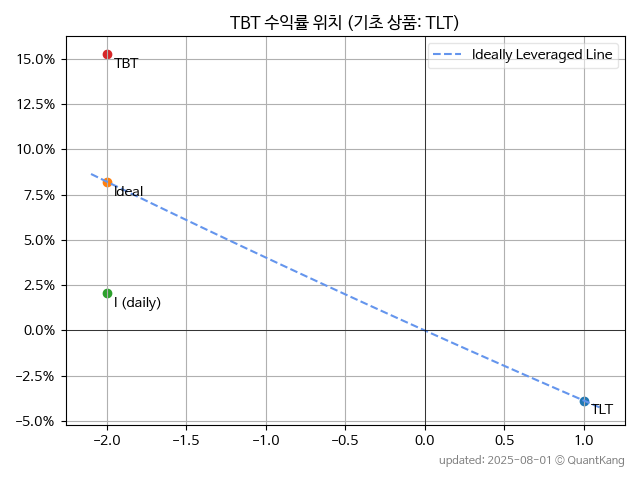 TBT 수익률 위치 (기초 상품: TLT)
Ideally Leveraged Line
15.0%
12.5%
10.0%
7.5%
5.0%
2.5%
0.0%
−2.5%
−5.0%
TBT
Ideal
I (daily)
TLT
−2.0 −1.5 −1.0 −0.5 0.0 0.5 1.0
updated: 2025-08-01 © QuantKang